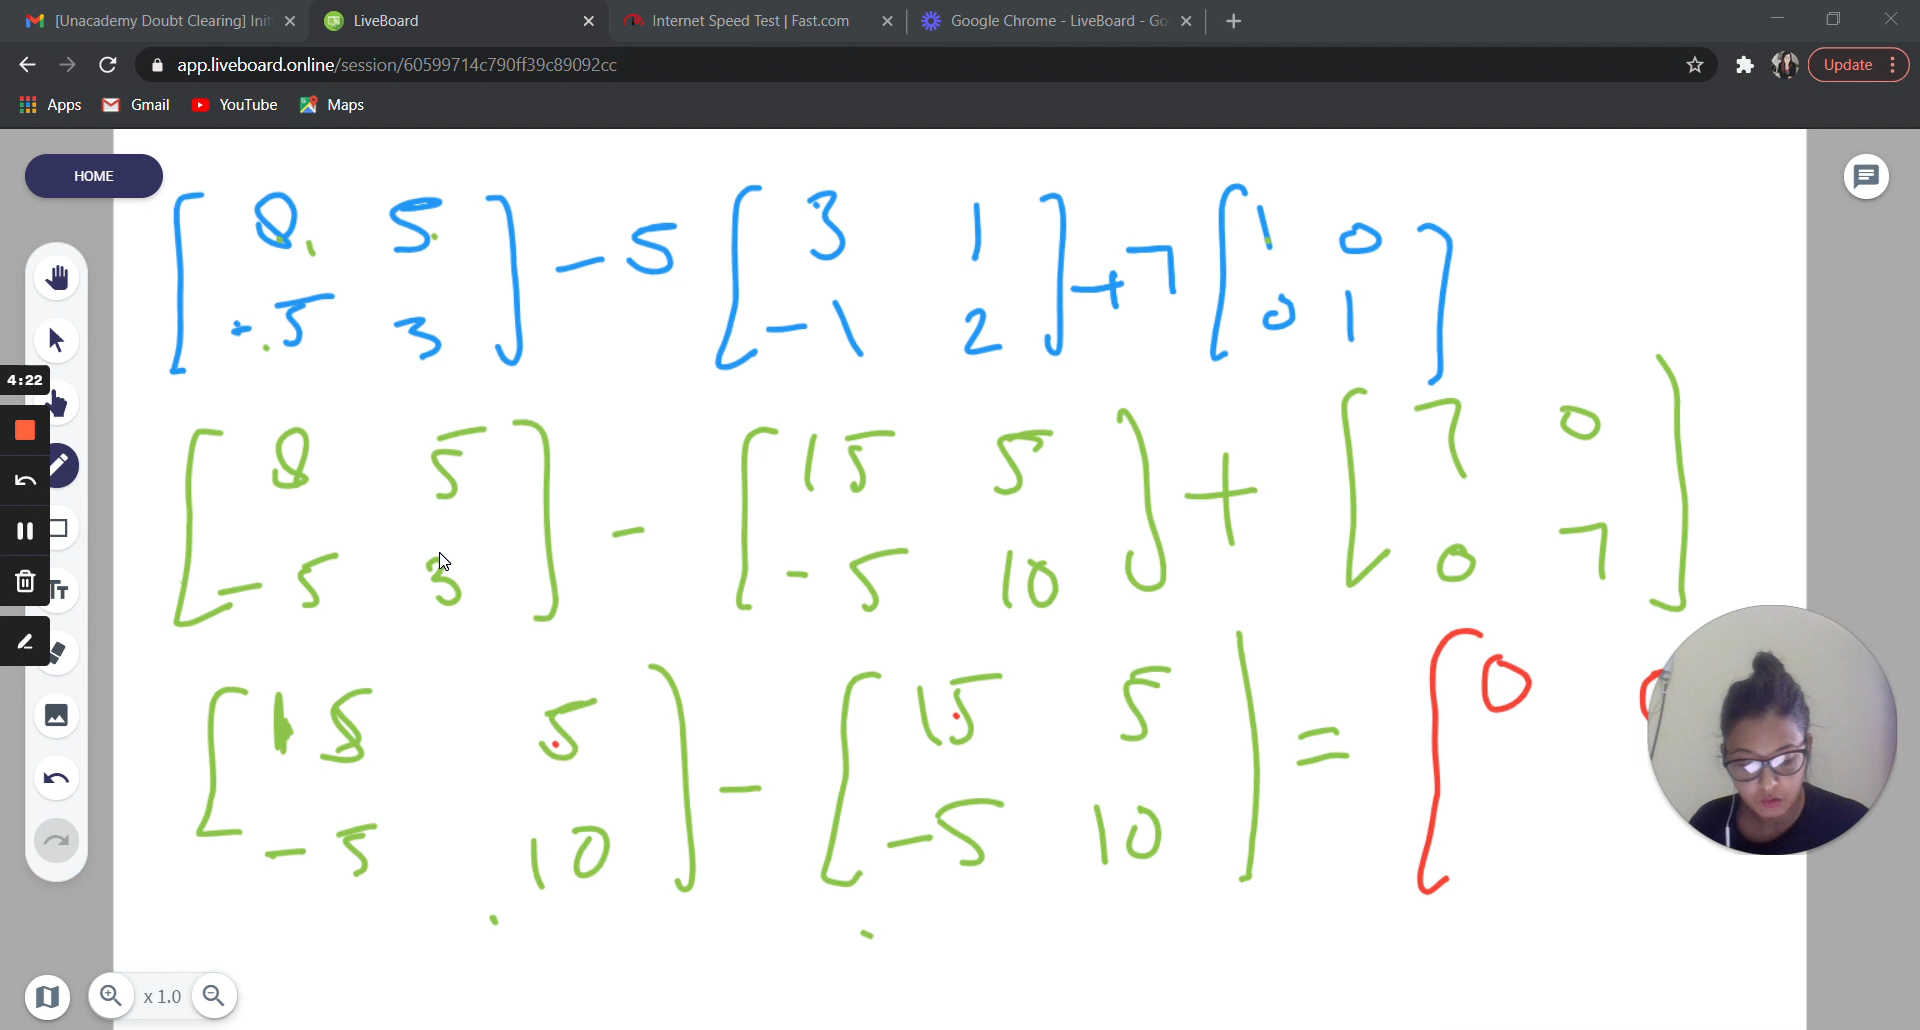 [Unacademy Doubt Clearing] Init
LiveBoard
Internet Speed Test | Fast.com
Google Chrome - LiveBoard - Go
app.liveboard.online/session/60599714c790ff39c89092cc
Update
Apps Gmail YouTube Maps
HOME
[ 8 5 ] - 5 [ 3 1 ] + 7 [ 1 0 ]
-5 3 -1 2 0 1
4:22
[ 8 5 ] - [ 15 5 ] + [ 7 0 ]
-5 3 -5 10 0 7
Tt
[ 15 5 ] - [ 15 5 ] = [ 0
-5 10 -5 10
x 1.0